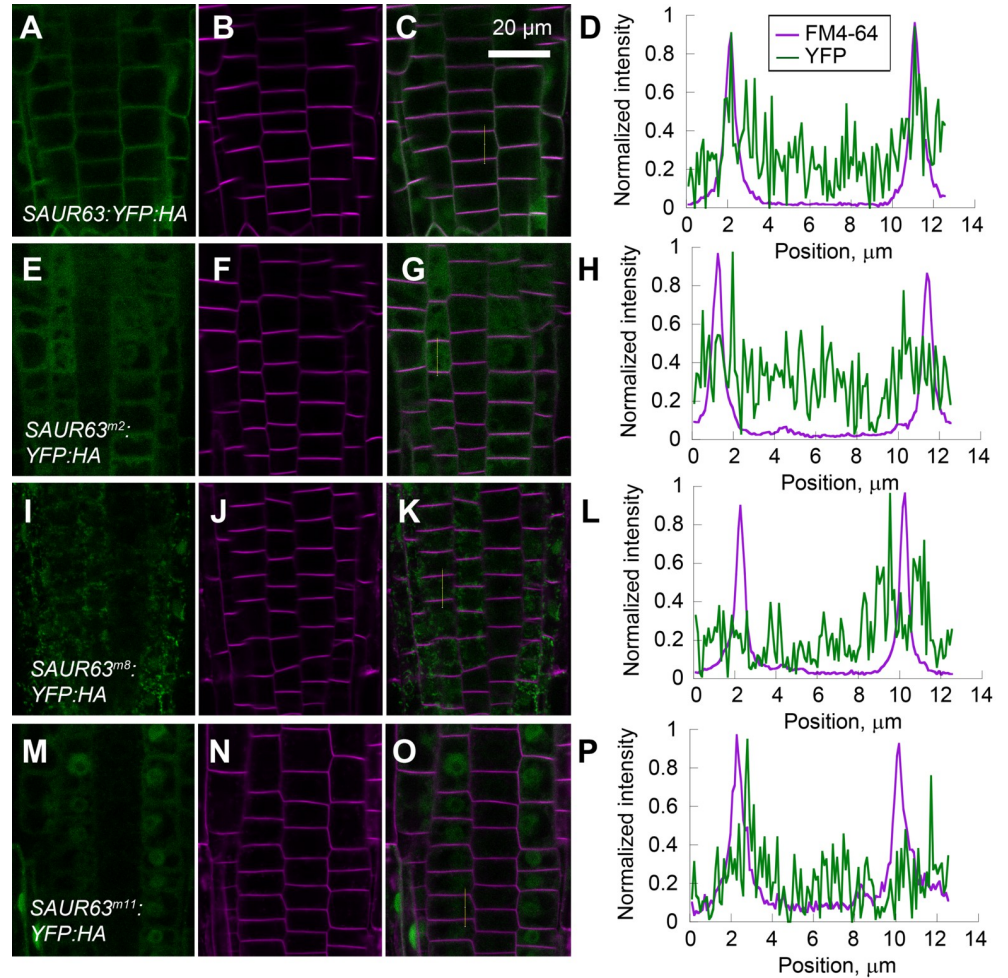 A
B
C
20 µm
SAUR63:YFP:HA
D
FM4-64
YFP
Normalized intensity
1
0.8
0.6
0.4
0.2
0
0 2 4 6 8 10 12 14
Position, µm
E
F
G
SAUR63m2:
YFP:HA
H
Normalized intensity
1
0.8
0.6
0.4
0.2
0
0 2 4 6 8 10 12 14
Position, µm
I
J
K
SAUR63m8:
YFP:HA
L
Normalized intensity
1
0.8
0.6
0.4
0.2
0
0 2 4 6 8 10 12 14
Position, µm
M
N
O
SAUR63m11:
YFP:HA
P
Normalized intensity
1
0.8
0.6
0.4
0.2
0
0 2 4 6 8 10 12 14
Position, µm